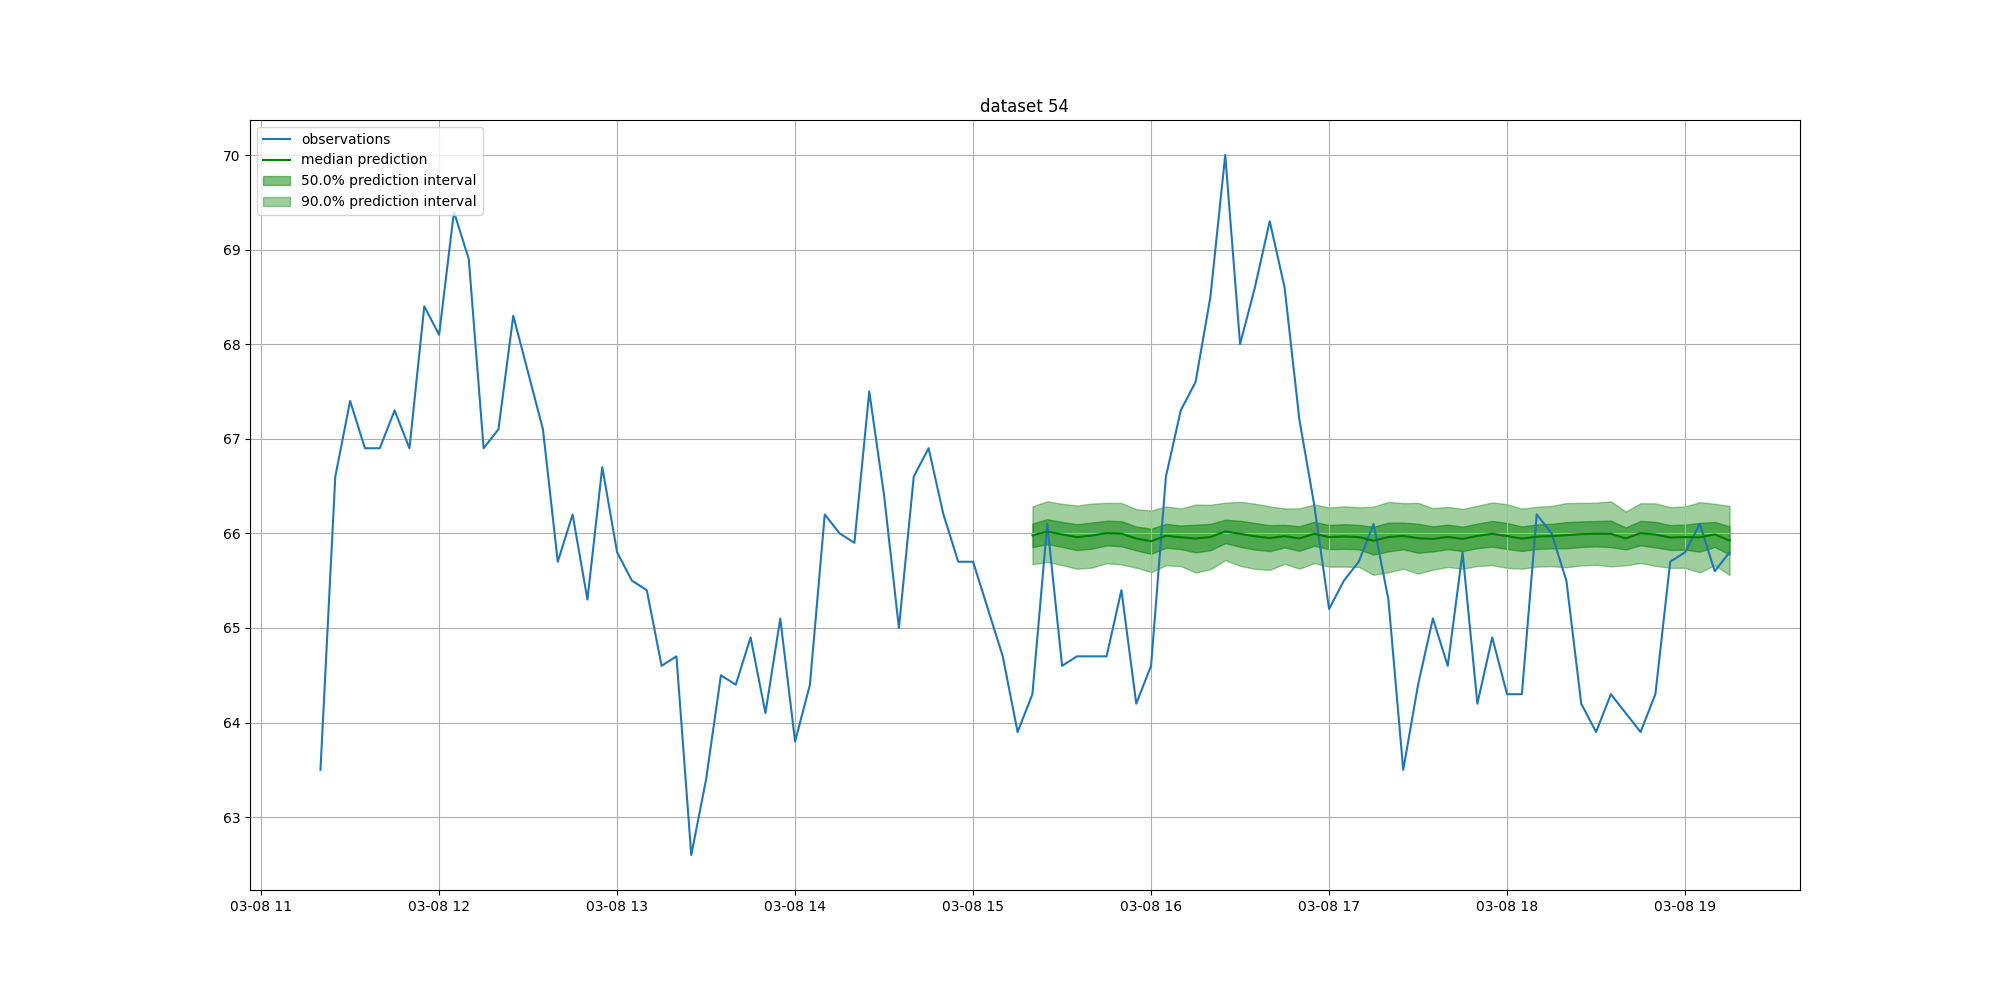 dataset 54
observations
median prediction
50.0% prediction interval
90.0% prediction interval
70
69
68
67
66
65
64
63
03-08 11 03-08 12 03-08 13 03-08 14 03-08 15 03-08 16 03-08 17 03-08 18 03-08 19